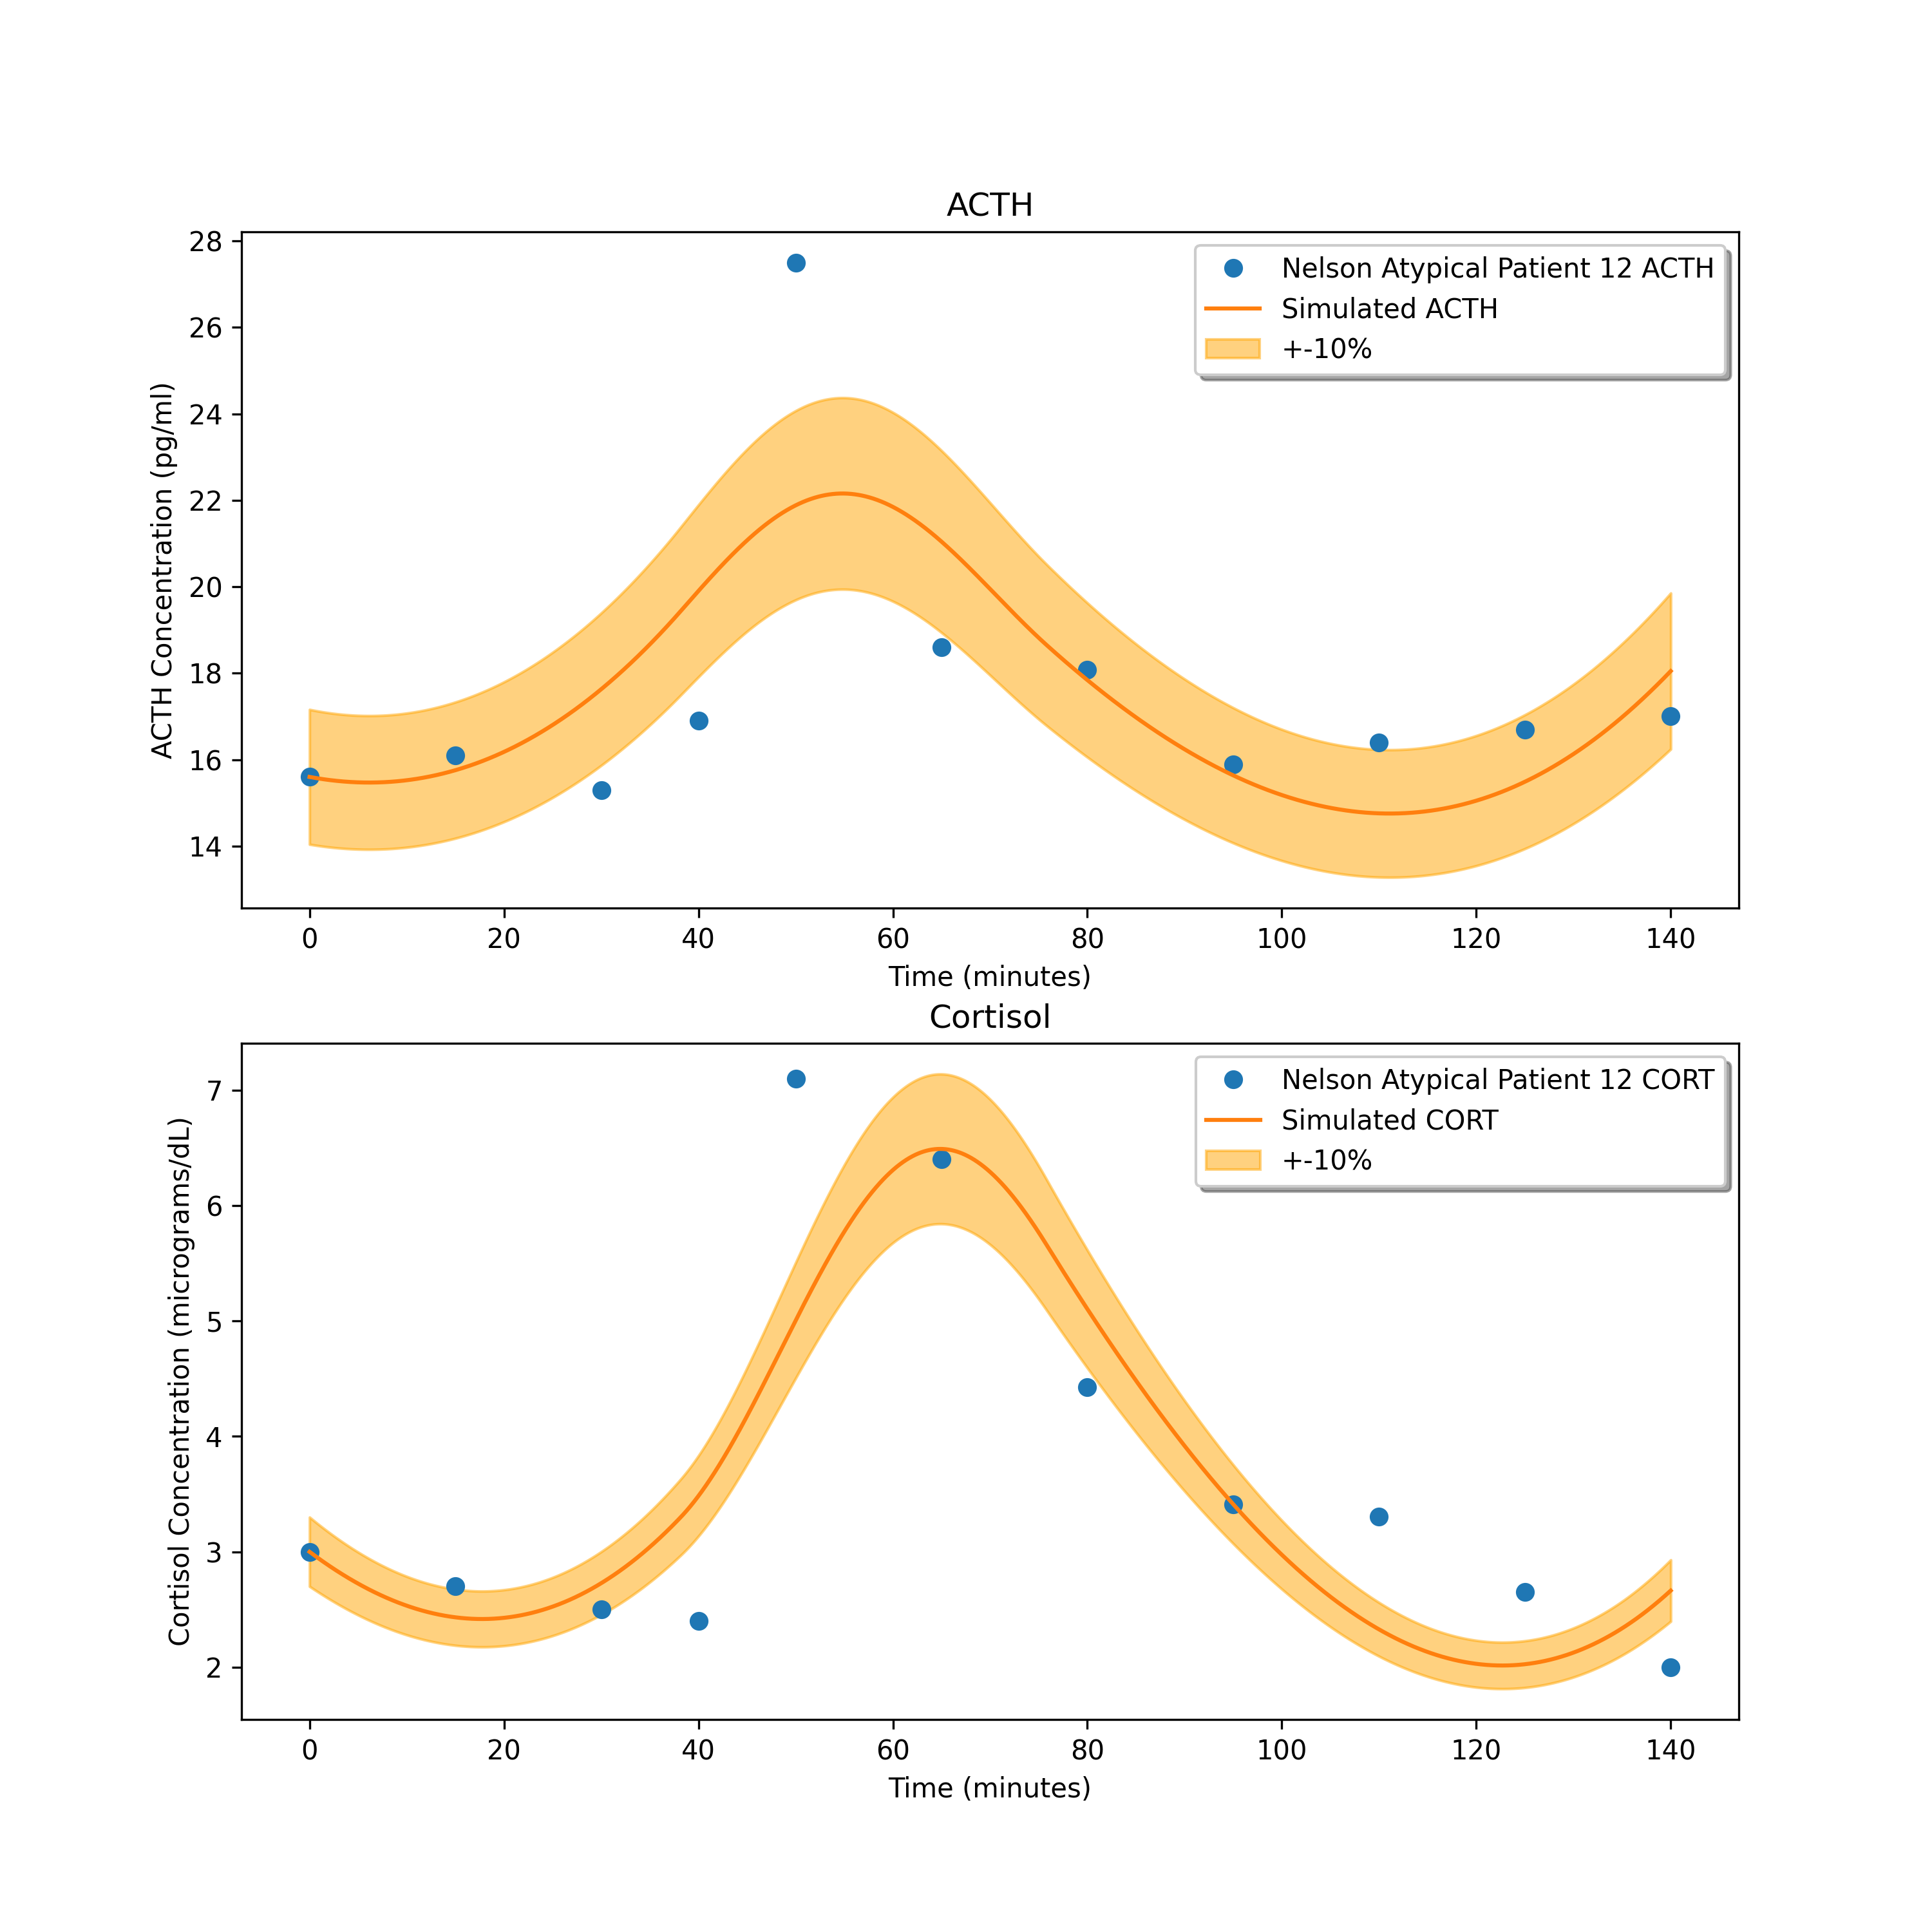 ACTH
28
26
24
22
20
18
16
14
ACTH Concentration (pg/ml)
Nelson Atypical Patient 12 ACTH
Simulated ACTH
+-10%
0 20 40 60 80 100 120 140
Time (minutes)
Cortisol
7
6
5
4
3
2
Cortisol Concentration (micrograms/dL)
Nelson Atypical Patient 12 CORT
Simulated CORT
+-10%
0 20 40 60 80 100 120 140
Time (minutes)